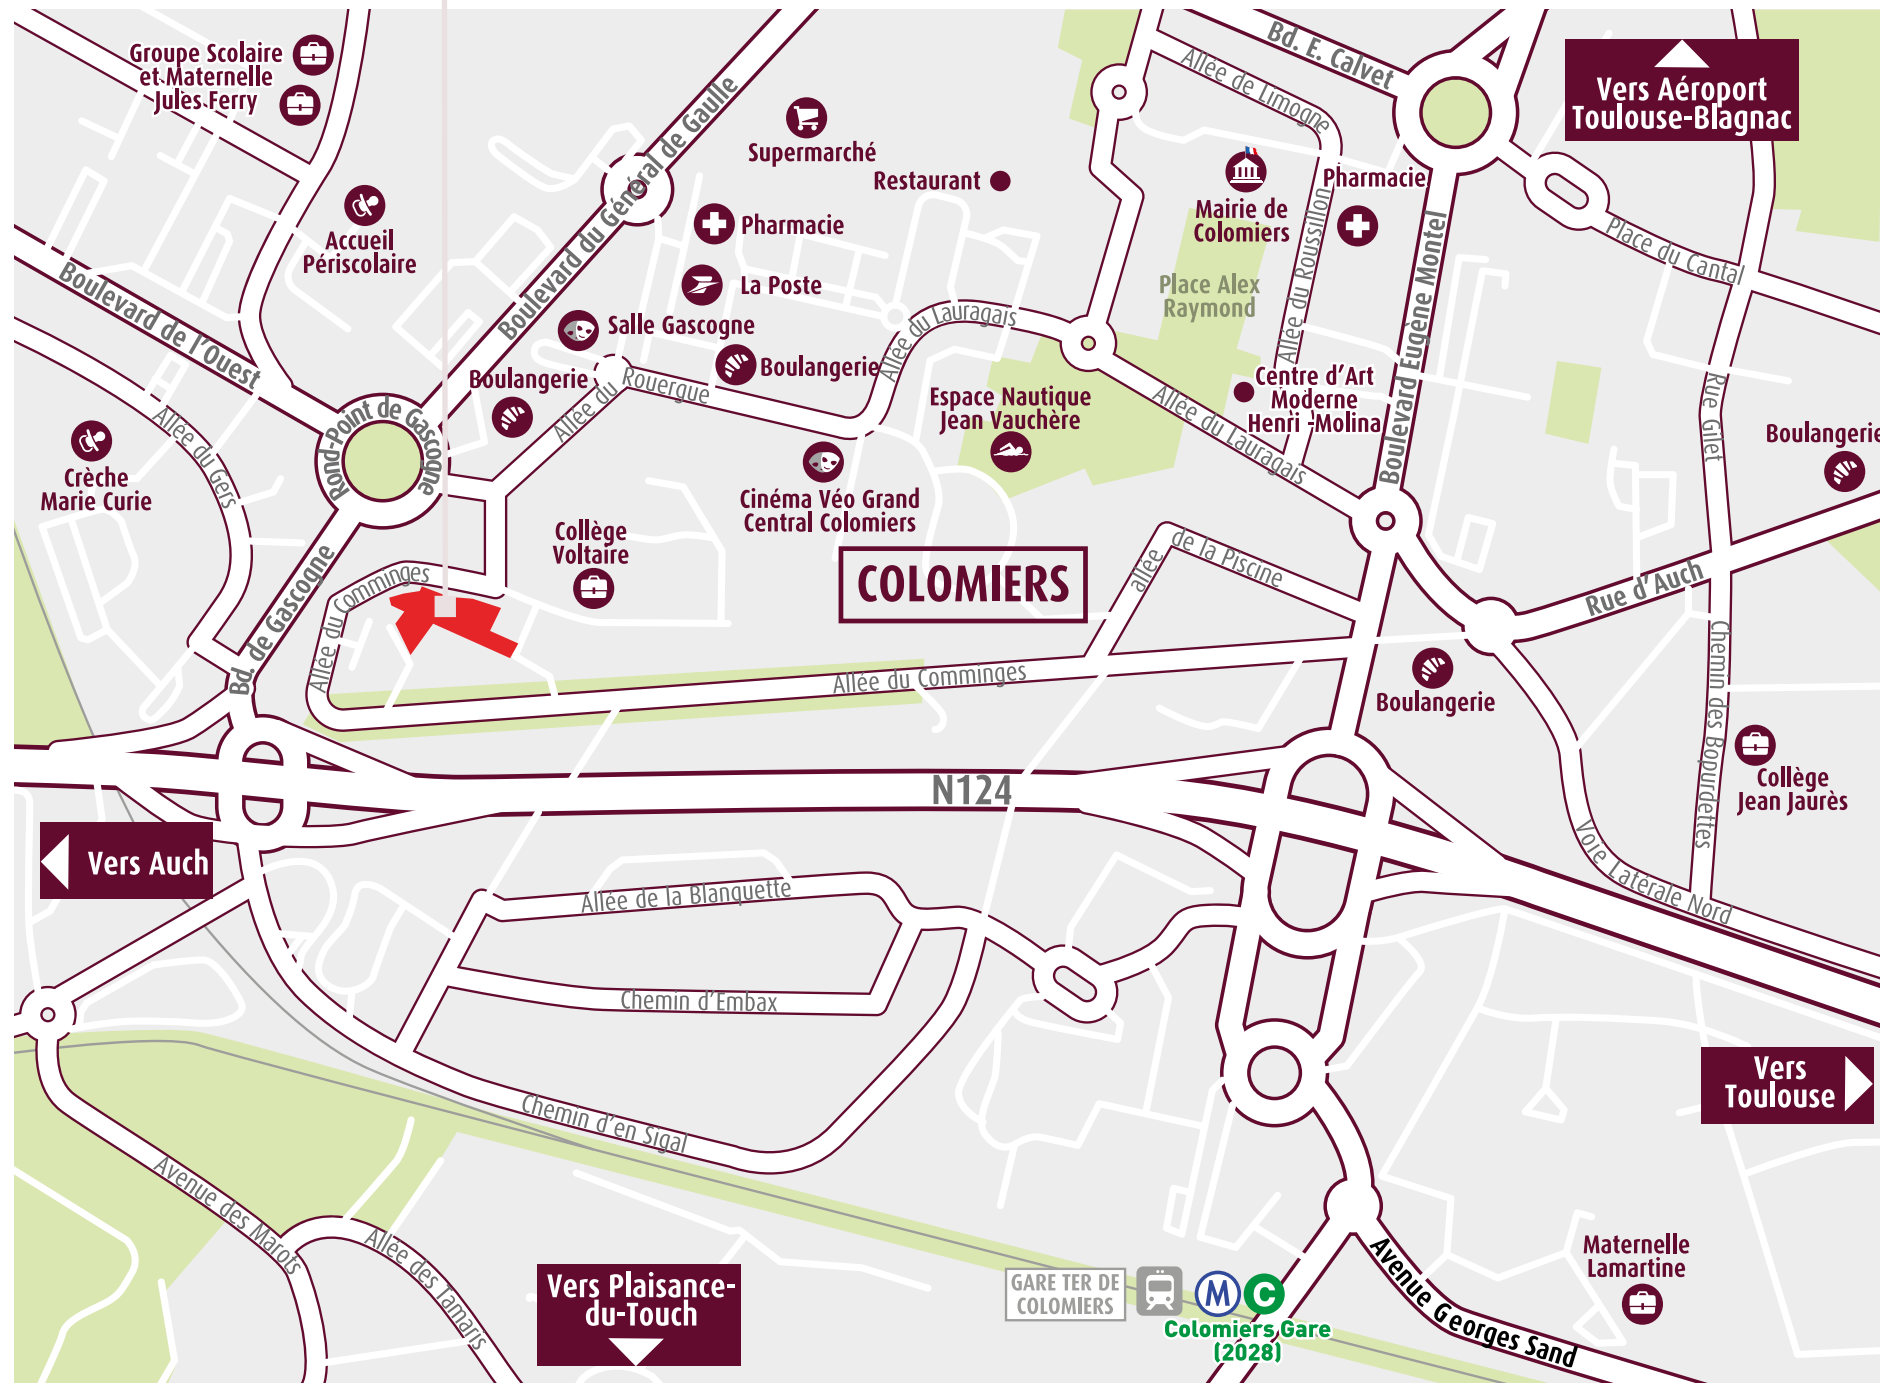 Groupe Scolaire
et Maternelle
Jules Ferry
Bd. E. Calvet
Allée de Limogne
Vers Aéroport
Toulouse-Blagnac
Supermarché
Restaurant
Boulevard du Général de Gaulle
Pharmacie
Mairie de
Colomiers
Pharmacie
Accueil
Périscolaire
Place du Cantal
La Poste
Place Alex
Raymond
Allée du Roussillon
Boulevard Eugène Montel
Boulevard de l'Ouest
Salle Gascogne
Allée du Lauragais
Boulangerie
Boulangerie
Allée du Rouergue
Espace Nautique
Jean Vauchère
Centre d'Art
Moderne
Henri -Molina
Allée du Lauragais
Rue Gilet
Boulangerie
Rond-Point de Gascogne
Allée du Gers
Crèche
Marie Curie
Cinéma Véo Grand
Central Colomiers
Collège
Voltaire
COLOMIERS
allée de la Piscine
Rue d'Auch
Bd. de Gascogne
Allée du Comminges
Allée du Comminges
Boulangerie
Chemin des Bopurdettes
Collège
Jean Jaurès
N124
Voie Latérale Nord
Vers Auch
Allée de la Blanquette
Chemin d'Embax
Chemin d'en Sigal
Vers
Toulouse
Avenue des Marots
Allée des Tamaris
Vers Plaisance-
du-Touch
GARE TER DE
COLOMIERS
M
C
Colomiers Gare
(2028)
Avenue Georges Sand
Maternelle
Lamartine